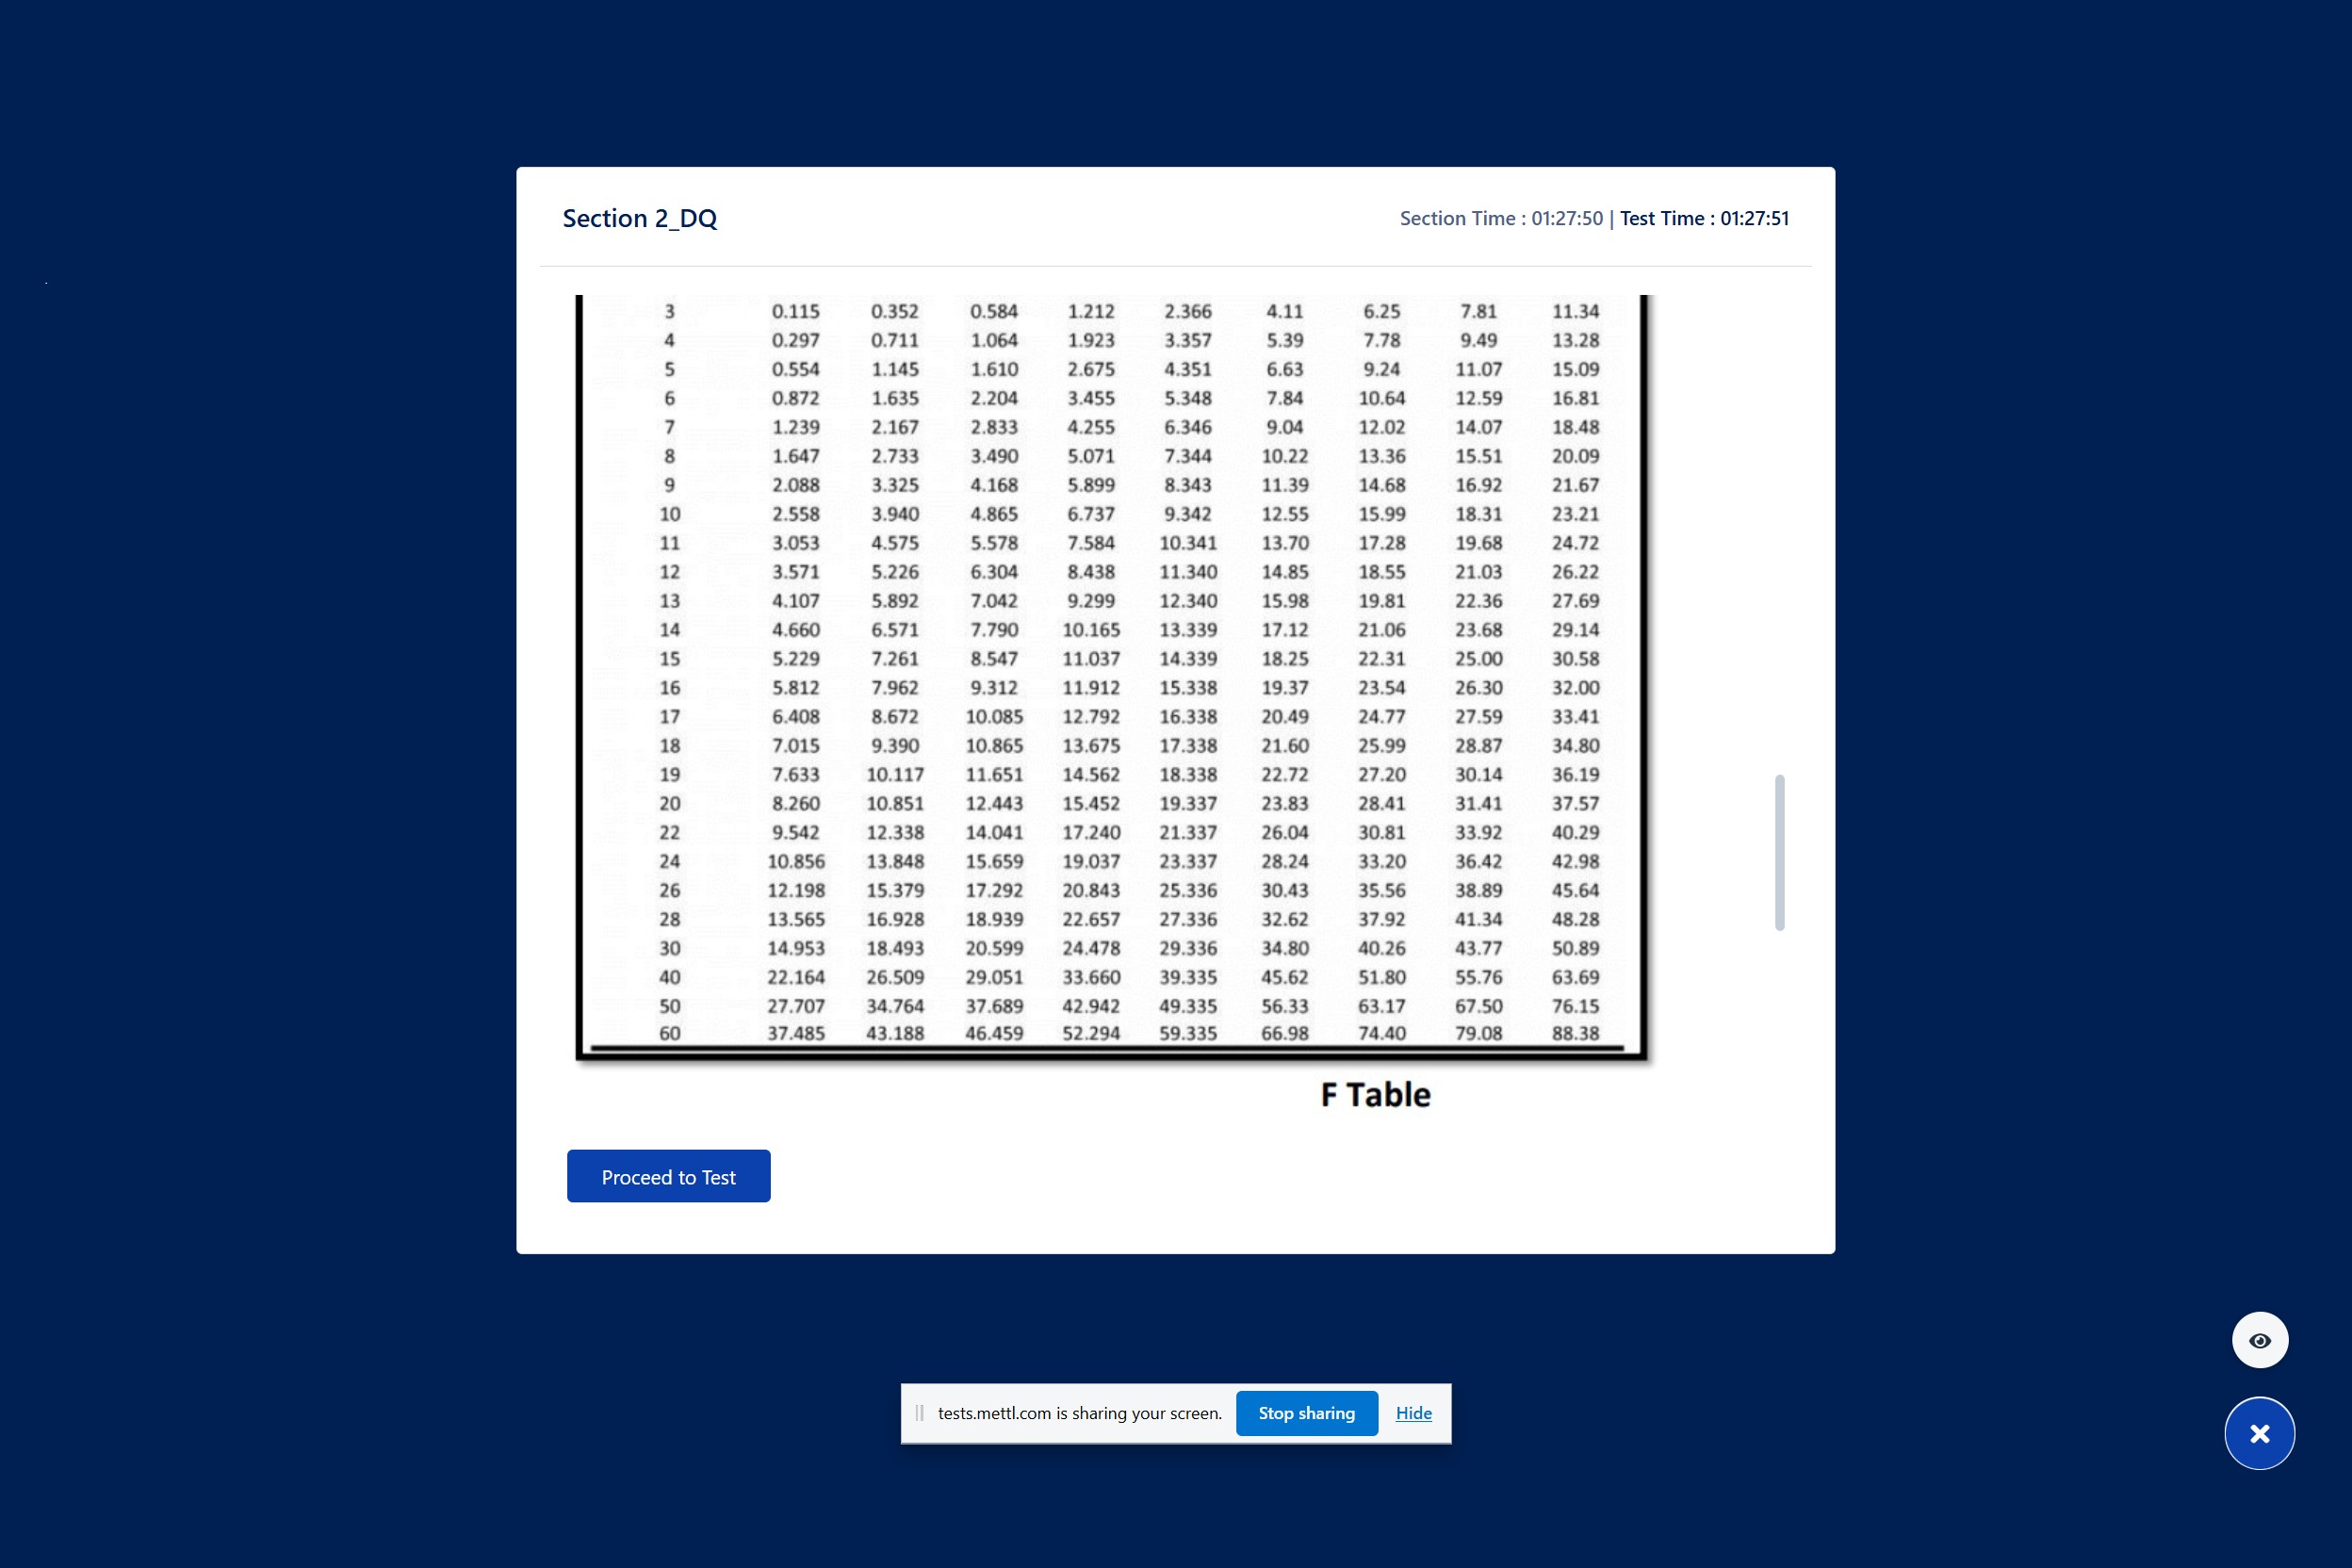 Section 2_DQ
Section Time : 01:27:50 | Test Time : 01:27:51
3 0.115 0.352 0.584 1.212 2.366 4.11 6.25 7.81 11.34
4 0.297 0.711 1.064 1.923 3.357 5.39 7.78 9.49 13.28
5 0.554 1.145 1.610 2.675 4.351 6.63 9.24 11.07 15.09
6 0.872 1.635 2.204 3.455 5.348 7.84 10.64 12.59 16.81
7 1.239 2.167 2.833 4.255 6.346 9.04 12.02 14.07 18.48
8 1.647 2.733 3.490 5.071 7.344 10.22 13.36 15.51 20.09
9 2.088 3.325 4.168 5.899 8.343 11.39 14.68 16.92 21.67
10 2.558 3.940 4.865 6.737 9.342 12.55 15.99 18.31 23.21
11 3.053 4.575 5.578 7.584 10.341 13.70 17.28 19.68 24.72
12 3.571 5.226 6.304 8.438 11.340 14.85 18.55 21.03 26.22
13 4.107 5.892 7.042 9.299 12.340 15.98 19.81 22.36 27.69
14 4.660 6.571 7.790 10.165 13.339 17.12 21.06 23.68 29.14
15 5.229 7.261 8.547 11.037 14.339 18.25 22.31 25.00 30.58
16 5.812 7.962 9.312 11.912 15.338 19.37 23.54 26.30 32.00
17 6.408 8.672 10.085 12.792 16.338 20.49 24.77 27.59 33.41
18 7.015 9.390 10.865 13.675 17.338 21.60 25.99 28.87 34.80
19 7.633 10.117 11.651 14.562 18.338 22.72 27.20 30.14 36.19
20 8.260 10.851 12.443 15.452 19.337 23.83 28.41 31.41 37.57
22 9.542 12.338 14.041 17.240 21.337 26.04 30.81 33.92 40.29
24 10.856 13.848 15.659 19.037 23.337 28.24 33.20 36.42 42.98
26 12.198 15.379 17.292 20.843 25.336 30.43 35.56 38.89 45.64
28 13.565 16.928 18.939 22.657 27.336 32.62 37.92 41.34 48.28
30 14.953 18.493 20.599 24.478 29.336 34.80 40.26 43.77 50.89
40 22.164 26.509 29.051 33.660 39.335 45.62 51.80 55.76 63.69
50 27.707 34.764 37.689 42.942 49.335 56.33 63.17 67.50 76.15
60 37.485 43.188 46.459 52.294 59.335 66.98 74.40 79.08 88.38
F Table
Proceed to Test
tests.mettl.com is sharing your screen. Stop sharing Hide